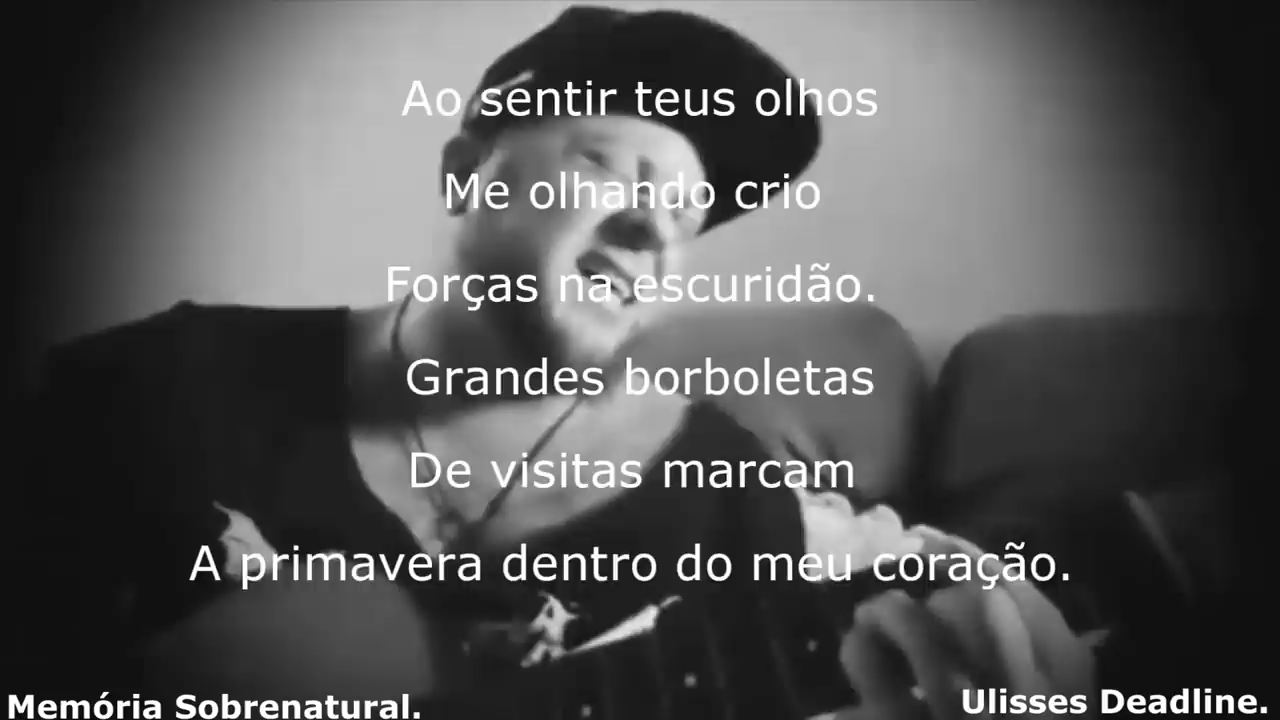 Ao sentir teus olhos
Me olhando crio
Forças na escuridão.
Grandes borboletas
De visitas marcam
A primavera dentro do meu coração.
Memória Sobrenatural.
Ulisses Deadline.